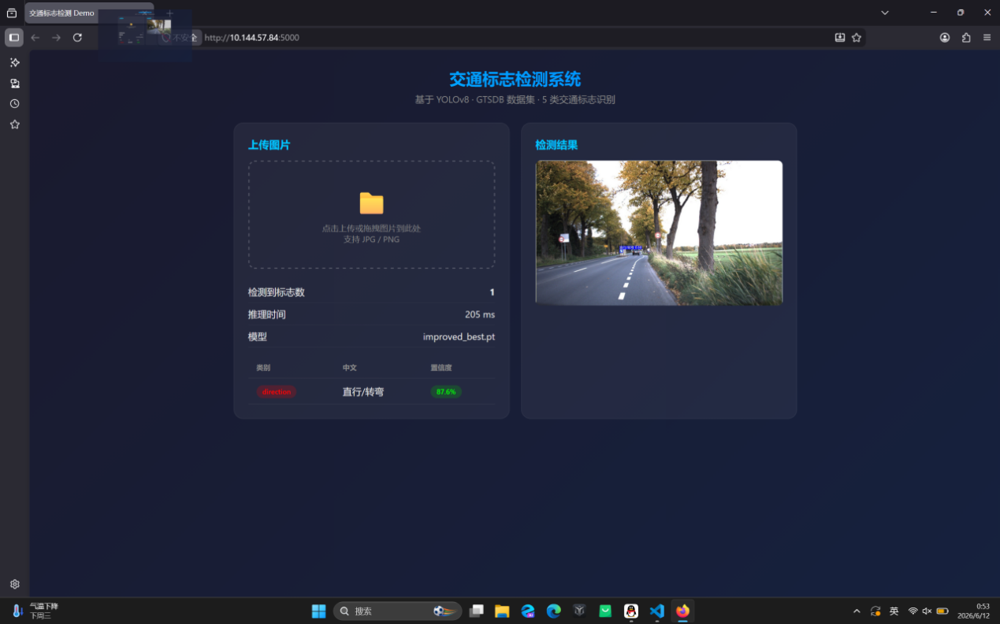 交通标志检测 Demo
不安全 http://10.144.57.84:5000
交通标志检测系统
基于 YOLOv8 · GTSDB 数据集 · 5 类交通标志识别
上传图片
点击上传或拖拽图片到此处
支持 JPG / PNG
检测到标志数 1
推理时间 205 ms
模型 improved_best.pt
类别 中文 置信度
direction 直行/转弯 87.6%
检测结果
气温下降
下周三
搜索
英
0:53
2026/6/12